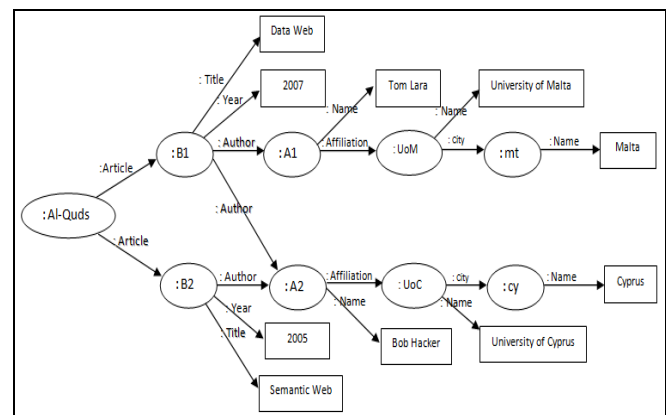 Data Web
: Title
2007
: Year
Tom Lara
University of Malta
: Name
: Name
:B1
: Author
:A1
:Affiliation
:UoM
: City
:mt
: Name
Malta
:Article
:Al-Quds
: Author
:Article
:B2
: Author
:A2
: Affiliation
:UoC
: City
:cy
: Name
Cyprus
: Year
: Name
: Name
: Title
2005
Bob Hacker
University of Cyprus
Semantic Web